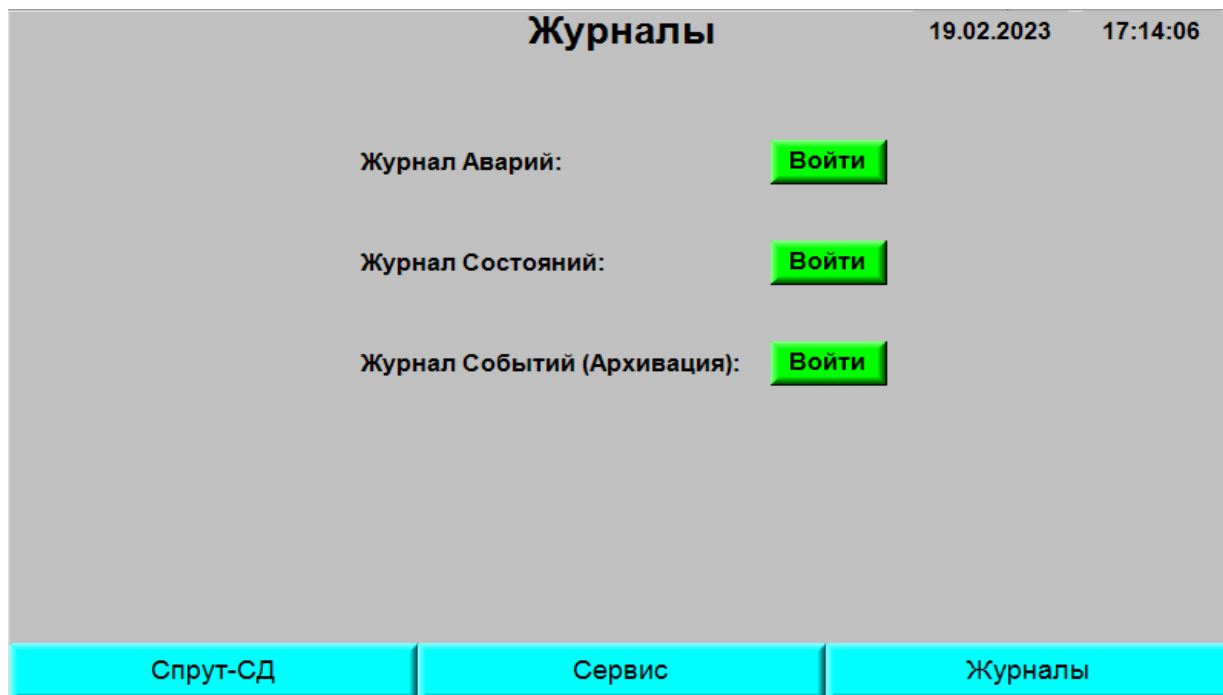 Журналы 19.02.2023 17:14:06
Журнал Аварий: Войти
Журнал Состояний: Войти
Журнал Событий (Архивация): Войти
Спрут-СД Сервис Журналы